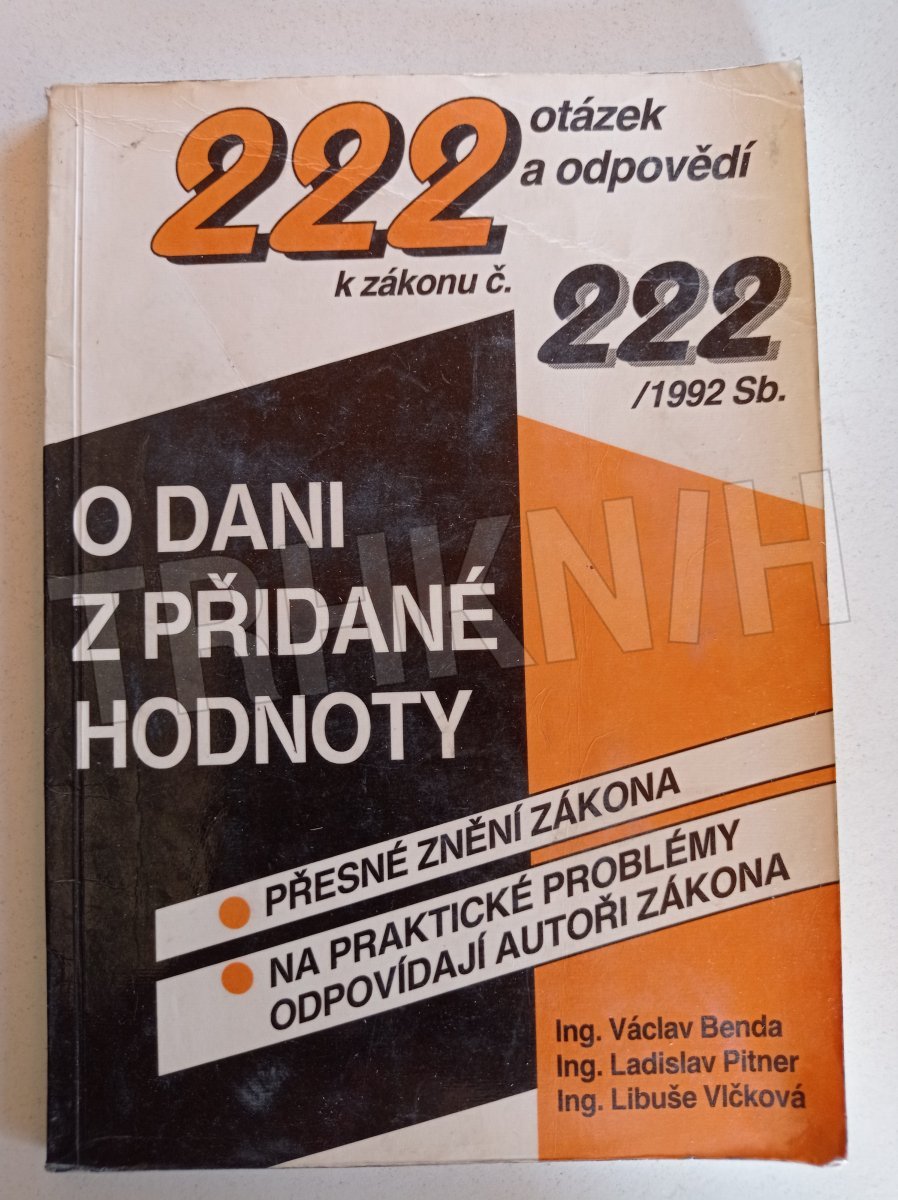 222 otázek
a odpovědí
k zákonu č. 222
/1992 Sb.
O DANI
Z PŘIDANÉ
HODNOTY
TRHKNIH
PŘESNÉ ZNĚNÍ ZÁKONA
NA PRAKTICKÉ PROBLÉMY
ODPOVÍDAJÍ AUTOŘI ZÁKONA
Ing. Václav Benda
Ing. Ladislav Pitner
Ing. Libuše Vlčková